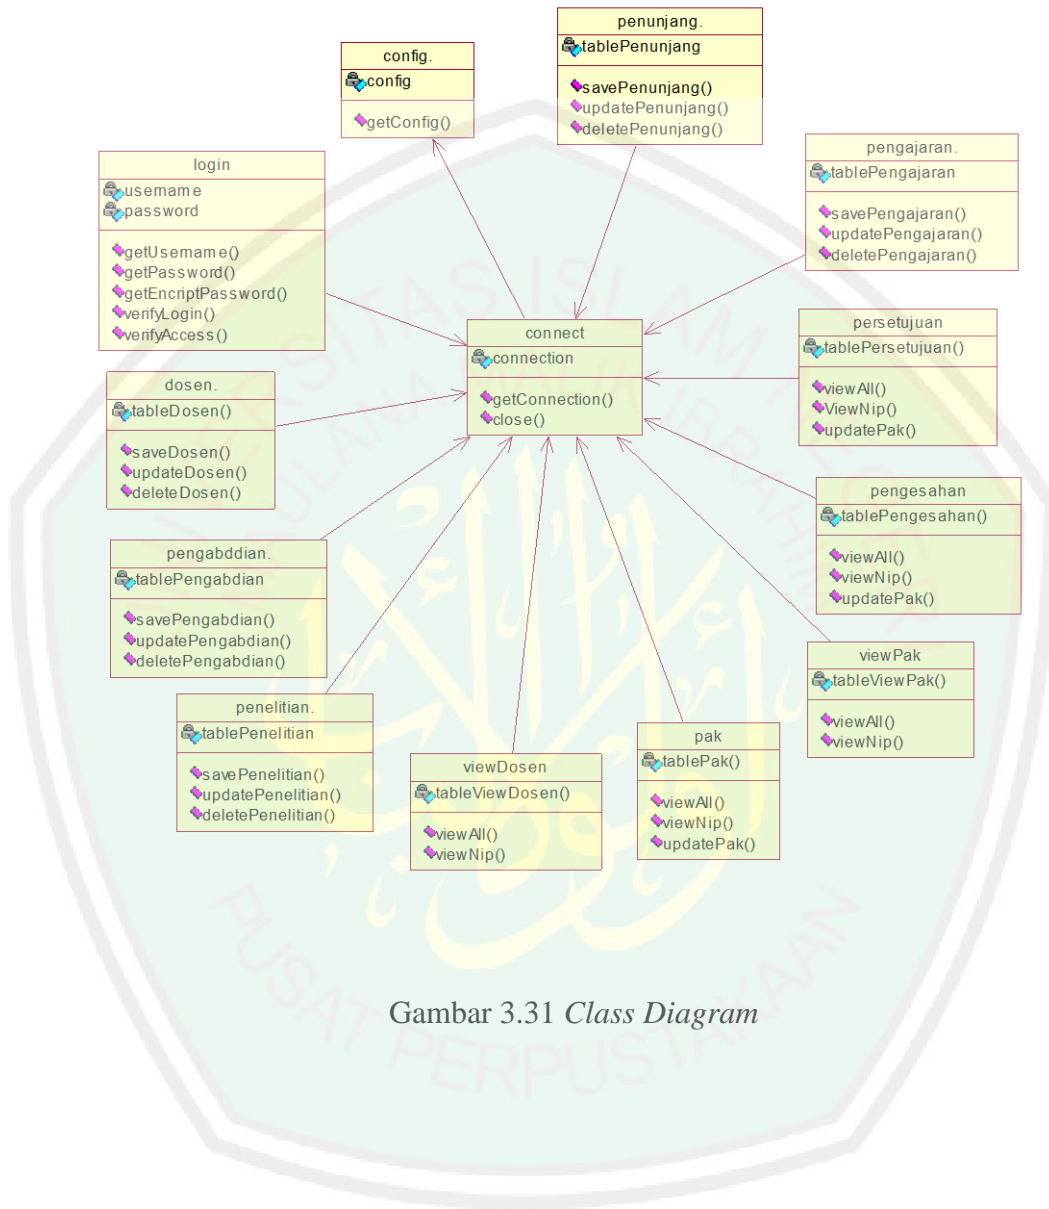 penunjang.
tablePenunjang
savePenunjang()
updatePenunjang()
deletePenunjang()
config.
config
getConfig()
pengajaran.
tablePengajaran
savePengajaran()
updatePengajaran()
deletePengajaran()
login
username
password
getUsername()
getPassword()
getEncriptPassword()
verifyLogin()
verifyAccess()
connect
connection
getConnection()
close()
persetujuan
tablePersetujuan()
viewAll()
ViewNip()
updatePak()
dosen.
tableDosen()
saveDosen()
updateDosen()
deleteDosen()
pengesahan
tablePengesahan()
viewAll()
viewNip()
updatePak()
pengabddian.
tablePengabdian
savePengabdian()
updatePengabdian()
deletePengabdian()
viewPak
tableViewPak()
viewAll()
viewNip()
penelitian.
tablePenelitian
savePenelitian()
updatePenelitian()
deletePenelitian()
viewDosen
tableViewDosen()
viewAll()
viewNip()
pak
tablePak()
viewAll()
viewNip()
updatePak()
Gambar 3.31 Class Diagram
PUSAT PERPUSTAKAAN